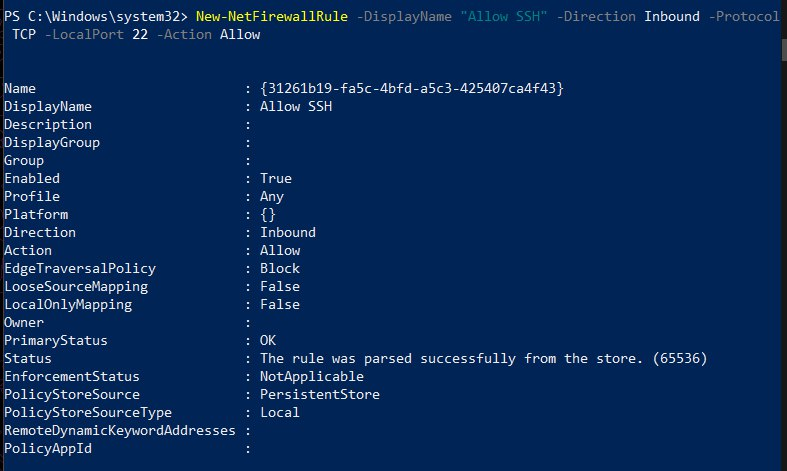 PS C:\Windows\system32> New-NetFirewallRule -DisplayName "Allow SSH" -Direction Inbound -Protocol
TCP -LocalPort 22 -Action Allow
Name : {31261b19-fa5c-4bfd-a5c3-425407ca4f43}
DisplayName : Allow SSH
Description :
DisplayGroup :
Group :
Enabled : True
Profile : Any
Platform : {}
Direction : Inbound
Action : Allow
EdgeTraversalPolicy : Block
LooseSourceMapping : False
LocalOnlyMapping : False
Owner :
PrimaryStatus : OK
Status : The rule was parsed successfully from the store. (65536)
EnforcementStatus : NotApplicable
PolicyStoreSource : PersistentStore
PolicyStoreSourceType : Local
RemoteDynamicKeywordAddresses :
PolicyAppId :